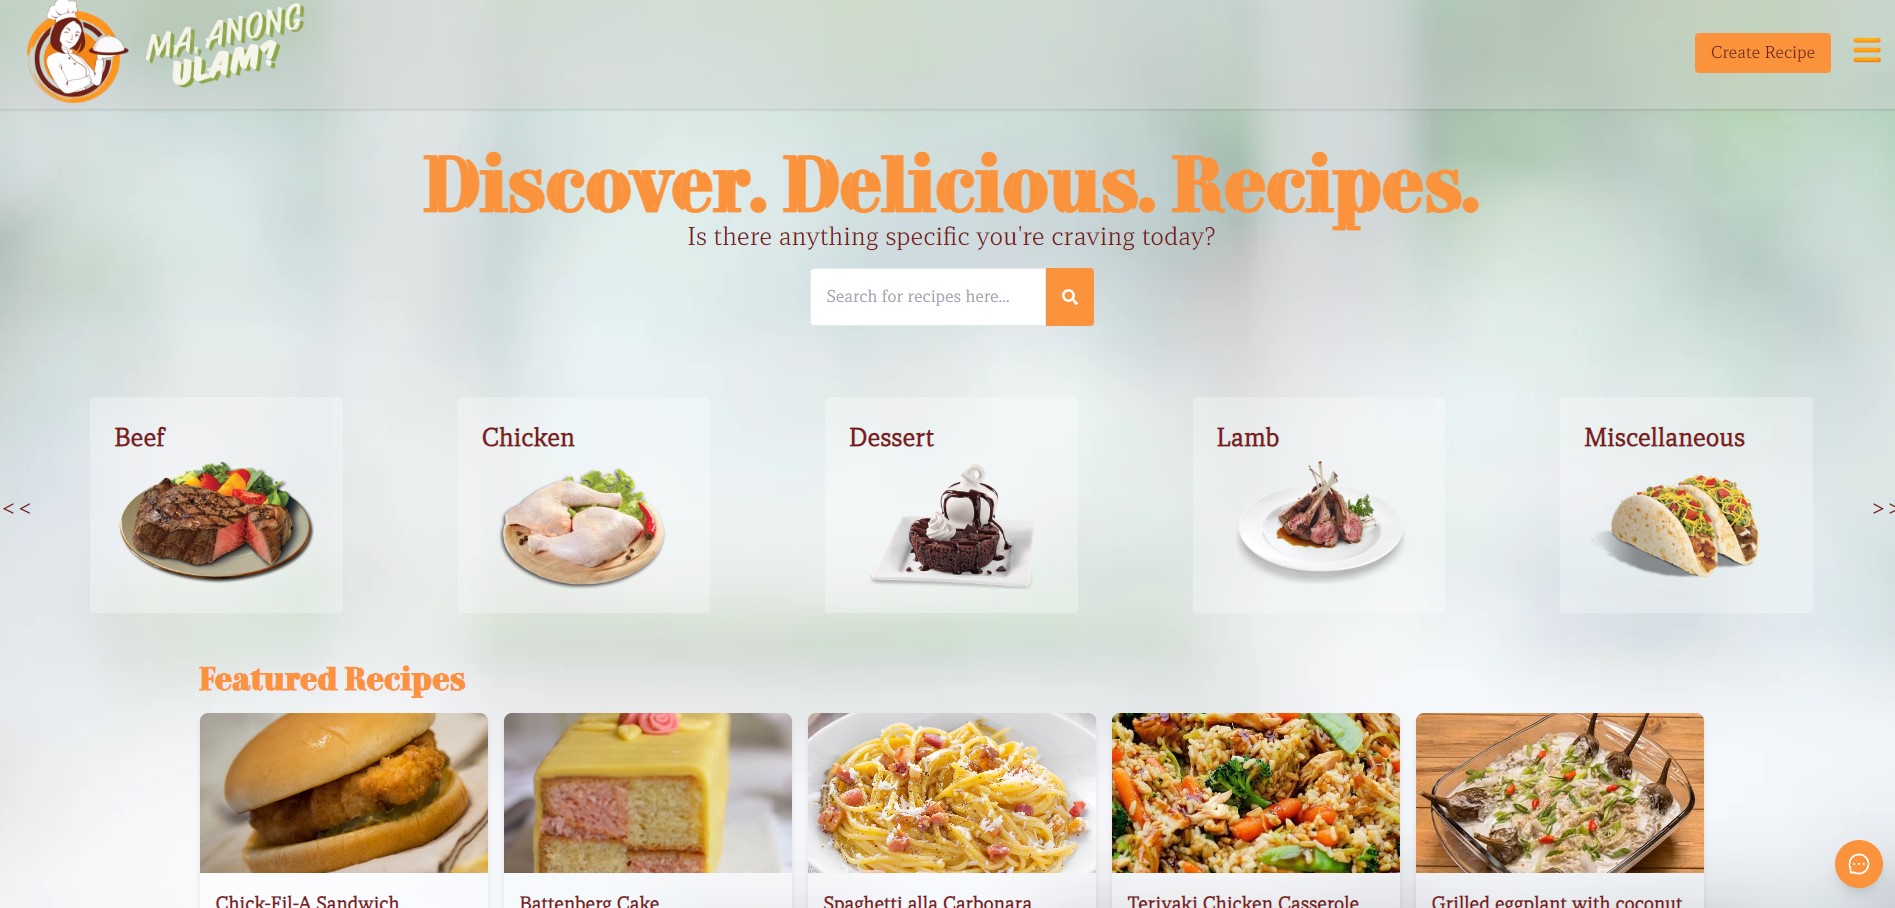 MA, ANONG
ULAM?
Create Recipe
Discover. Delicious. Recipes.
Is there anything specific you're craving today?
Search for recipes here...
Beef
Chicken
Dessert
Lamb
Miscellaneous
< <
> >
Featured Recipes
Chick-Fil-A Sandwich
Battenberg Cake
Spaghetti alla Carbonara
Teriyaki Chicken Casserole
Grilled eggplant with coconut